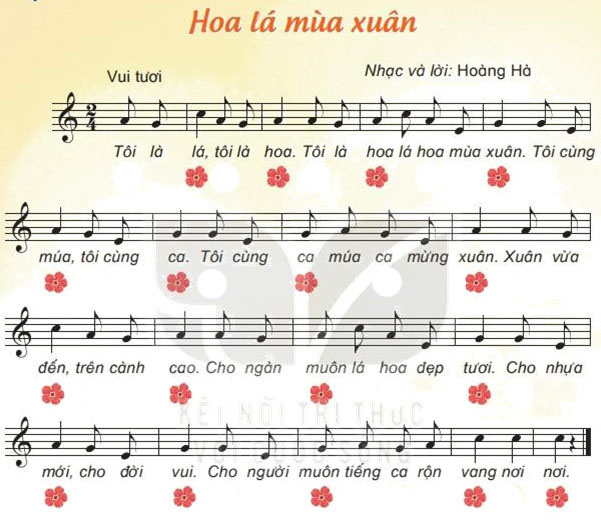 Hoa lá mùa xuân
Vui tươi
Nhạc và lời: Hoàng Hà
2
4
Tôi là lá, tôi là hoa. Tôi là hoa lá hoa mùa xuân. Tôi cùng
múa, tôi cùng ca. Tôi cùng ca múa ca mừng xuân. Xuân vừa
đến, trên cành cao. Cho ngàn muôn lá hoa đẹp tươi. Cho nhựa
KẾT NỐI TRI THỨC
VỚI CUỘC SỐNG
mới, cho đời vui. Cho người muôn tiếng ca rộn vang nơi nơi.